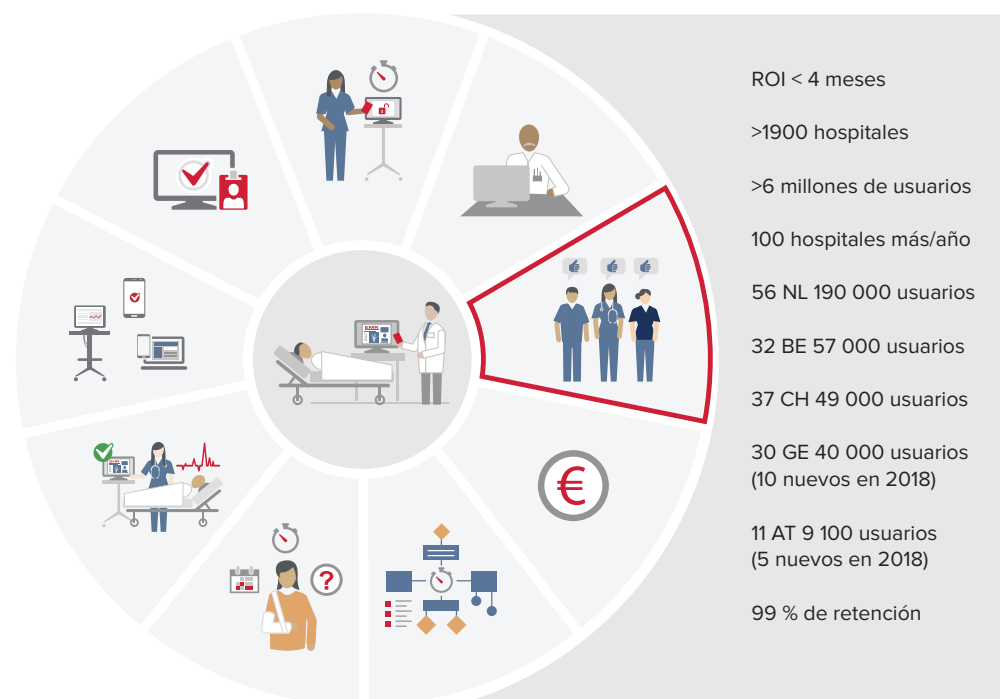 ROI < 4 meses
>1900 hospitales
>6 millones de usuarios
100 hospitales más/año
56 NL 190 000 usuarios
32 BE 57 000 usuarios
37 CH 49 000 usuarios
30 GE 40 000 usuarios
(10 nuevos en 2018)
11 AT 9 100 usuarios
(5 nuevos en 2018)
99 % de retención
EMR
€
?